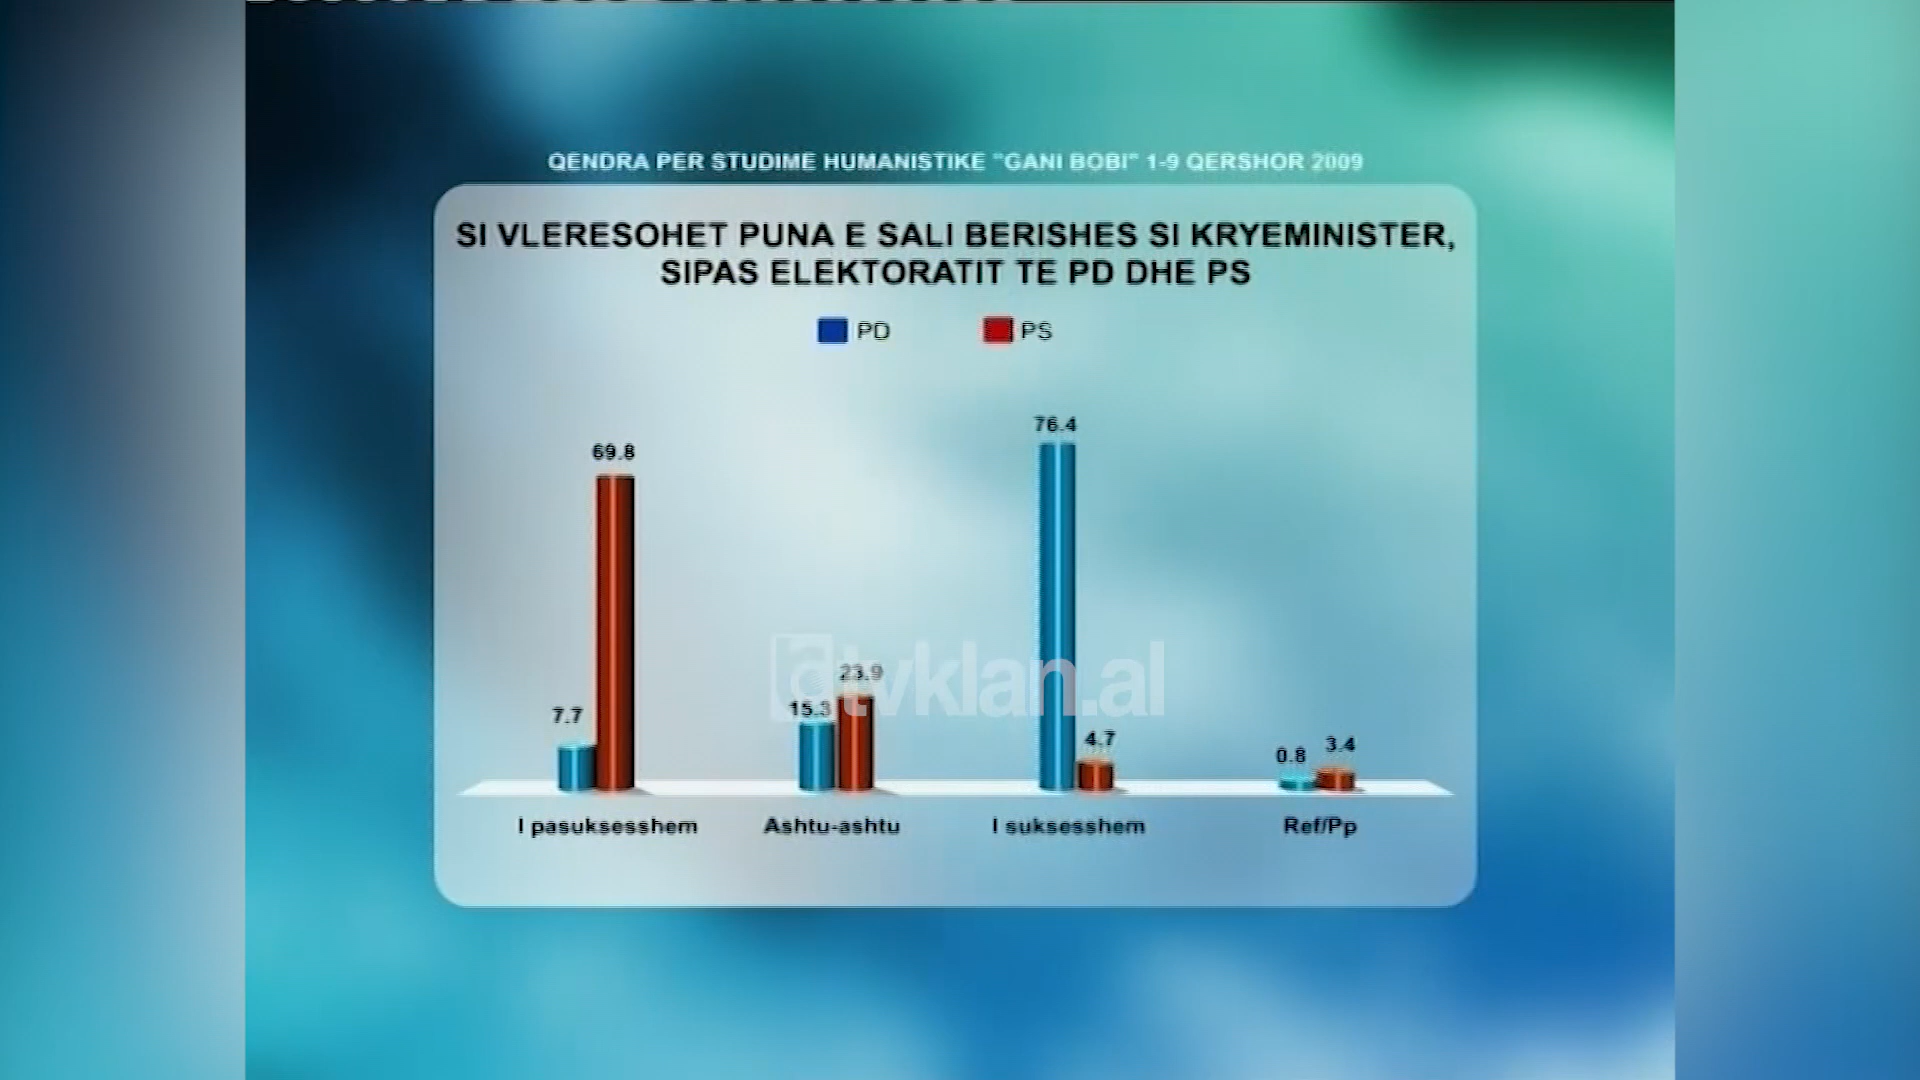 QENDRA PER STUDIME HUMANISTIKE "GANI BOBI" 1-9 QERSHOR 2009
SI VLERESOHET PUNA E SALI BERISHES SI KRYEMINISTER,
SIPAS ELEKTORATIT TE PD DHE PS
PD PS
76.4
69.8
23.9
15.3
7.7
4.7
3.4
0.8
tvklan.al
I pasuksesshem Ashtu-ashtu I suksesshem Ref/Pp